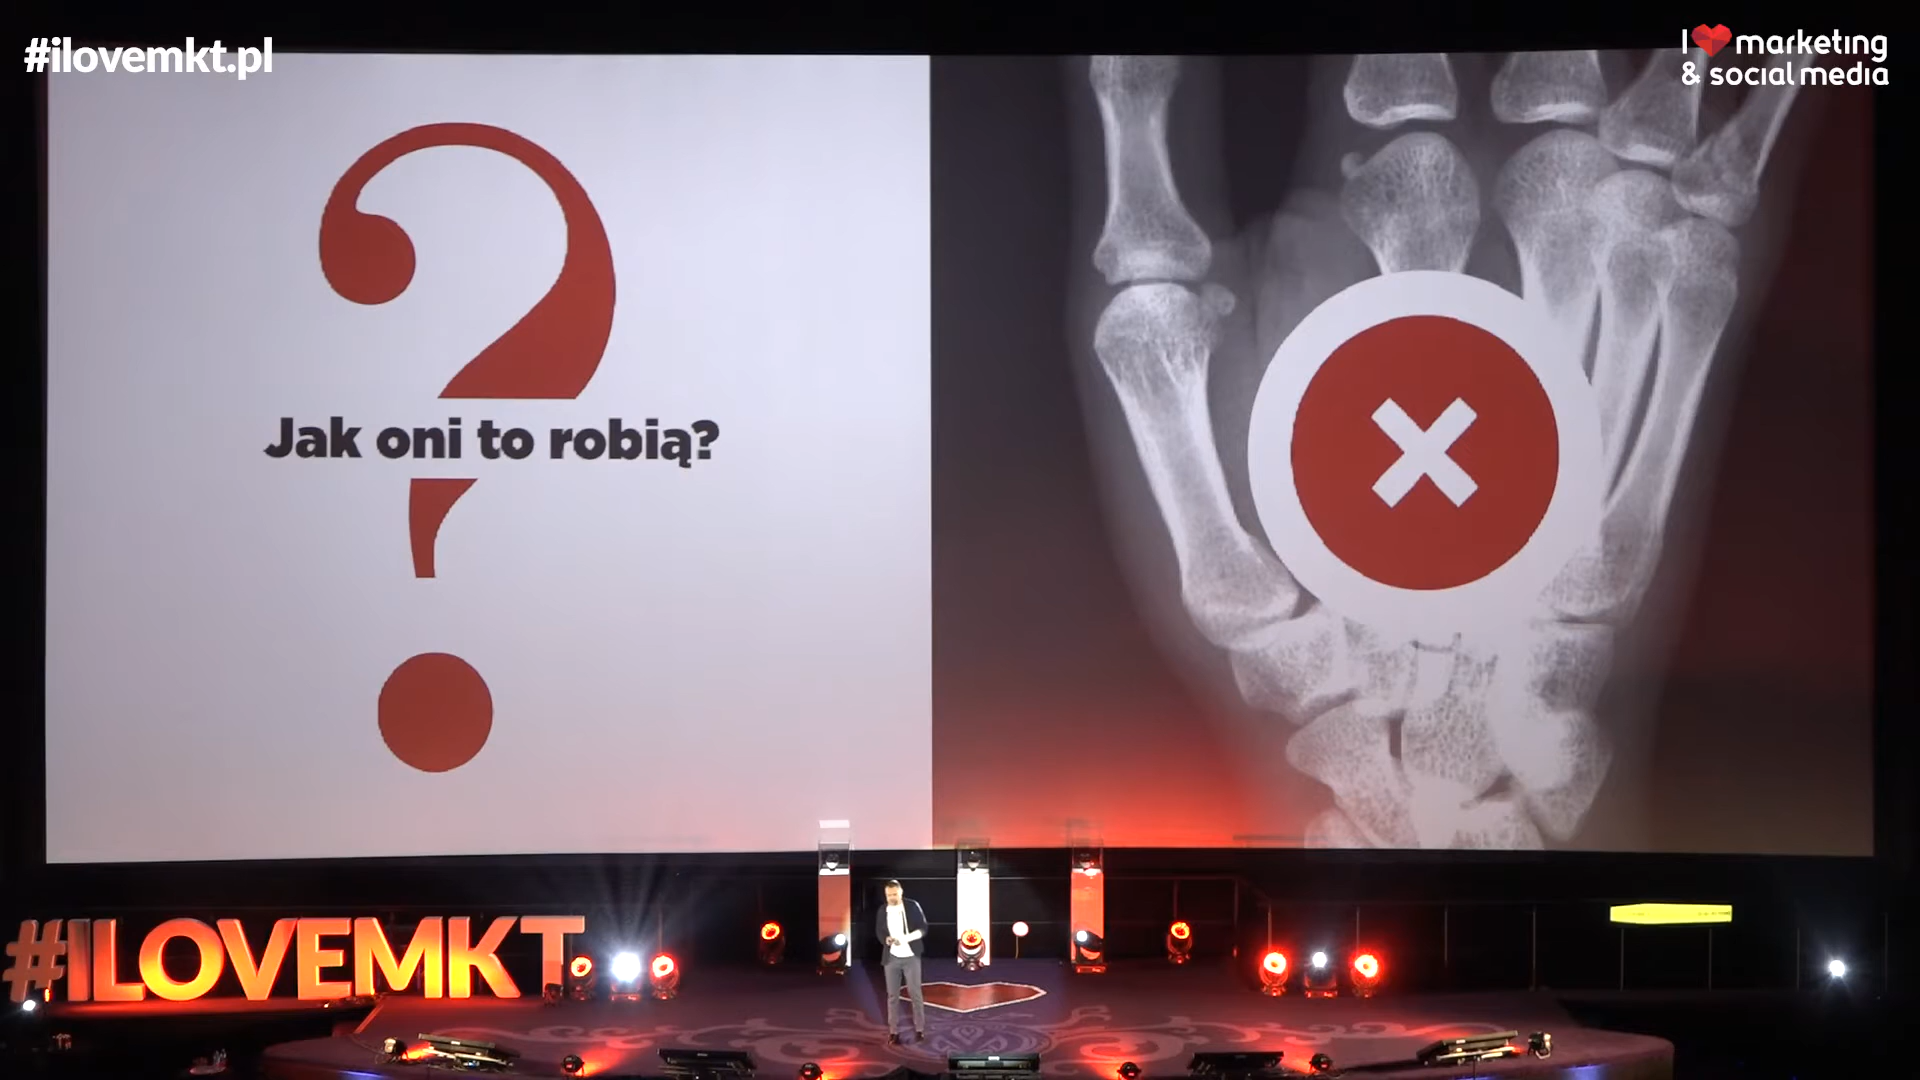 #ilovemkt.pl
I marketing
& social media
Jak oni to robią?
#ILOVEMKT